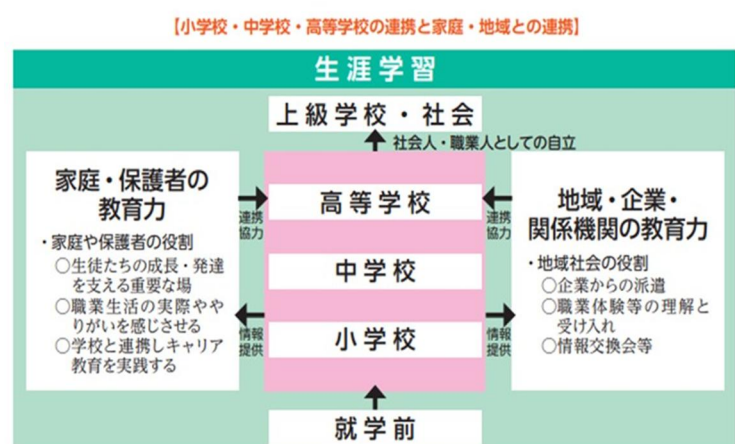 【小学校・中学校・高等学校の連携と家庭・地域との連携】
生涯学習
上級学校・社会
社会人・職業人としての自立
家庭・保護者の
教育力
・家庭や保護者の役割
○生徒たちの成長・発達
を支える重要な場
○職業生活の実際ややり
がいを感じさせる
○学校と連携しキャリア
教育を実践する
連携
協力
情報
提供
高等学校
中学校
小学校
就学前
連携
協力
情報
提供
地域・企業・
関係機関の教育力
・地域社会の役割
○企業からの派遣
○職業体験等の理解と
受け入れ
○情報交換会等